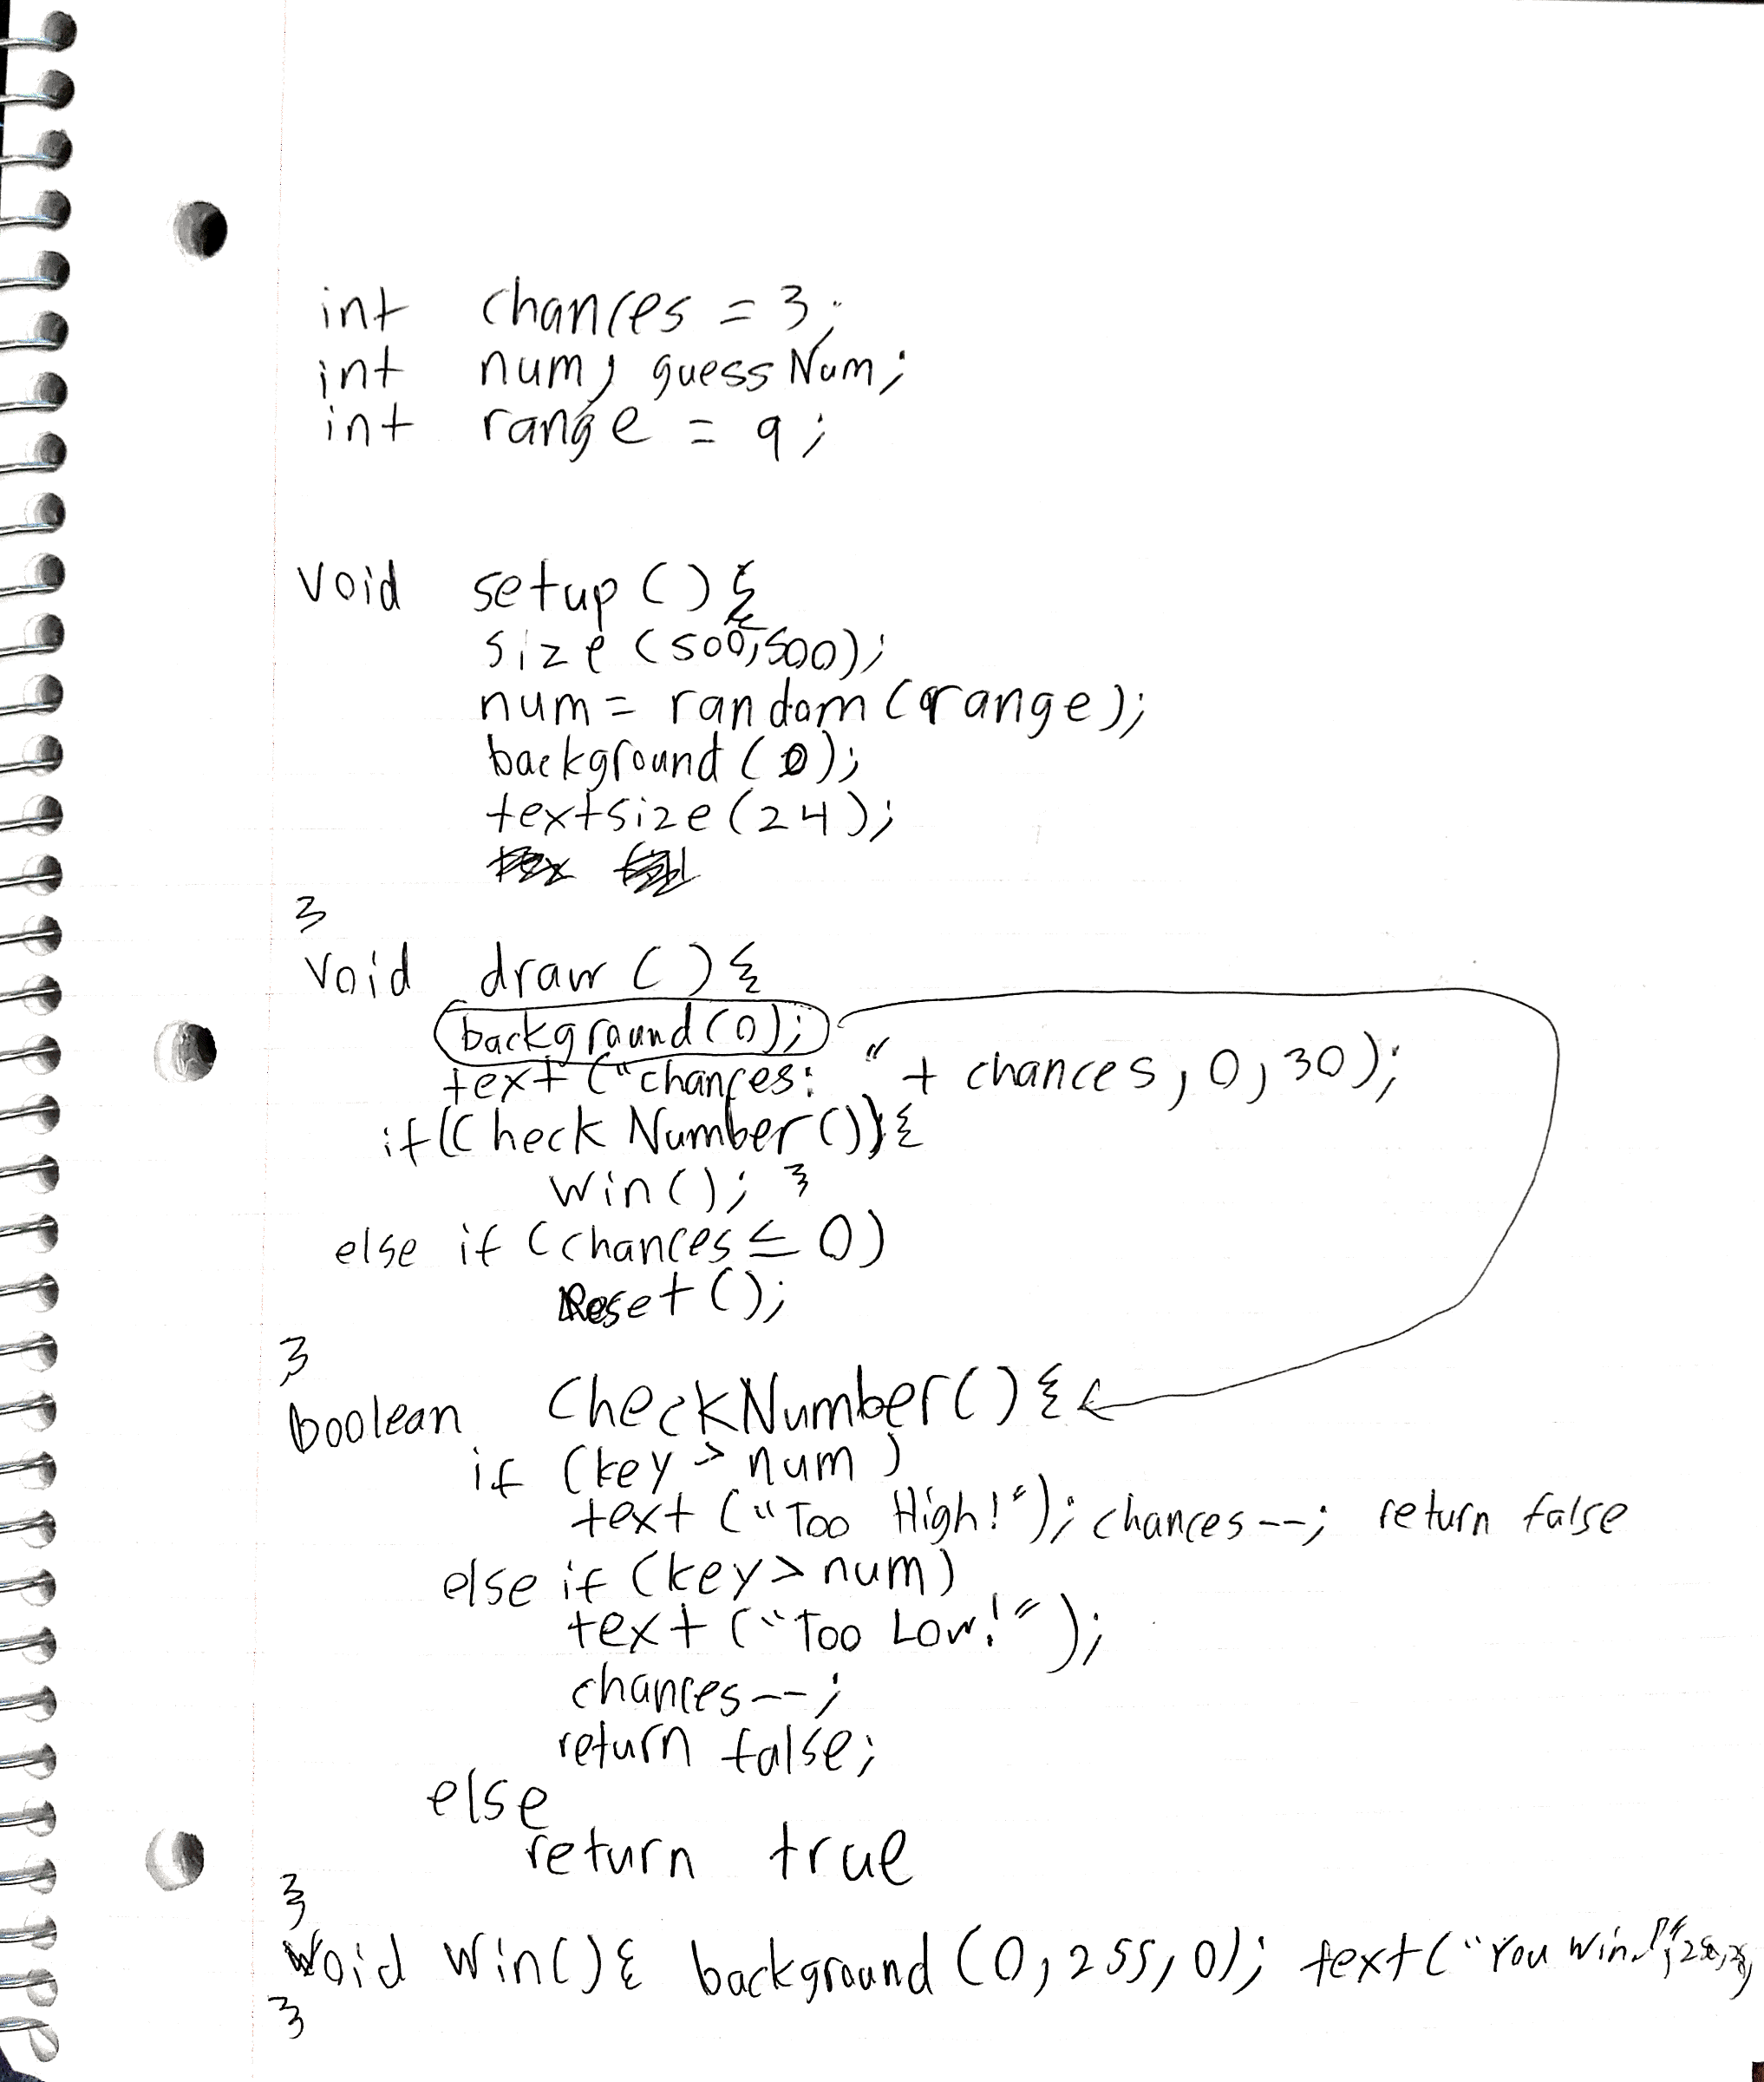 int chances = 3;
int num, guessNum;
int range = 9;
void setup(){
size(500,500);
num = random(range);
background(0);
textsize(24);
}
void draw(){
background(0);
text("chances: " + chances, 0, 30);
if(CheckNumber()){
Win(); }
else if (chances ≤ 0)
Reset();
}
boolean CheckNumber(){
if (key > num)
text("Too High!"); chances--; return false
else if (key > num)
text("Too Low!");
chances--;
return false;
else
return true
}
void Win(){ background(0,255,0); text("You Win!",
}